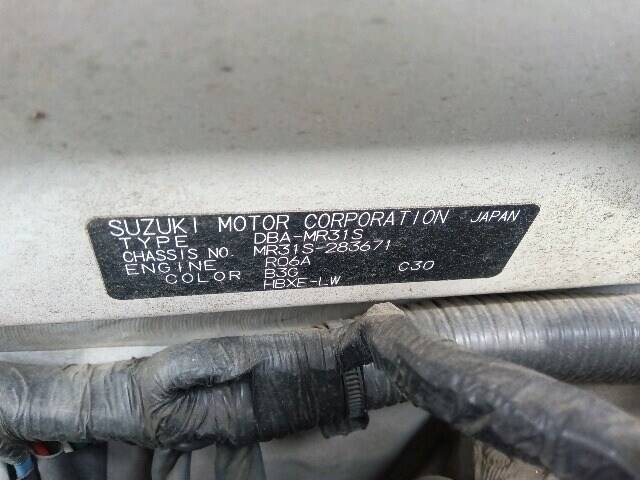 SUZUKI MOTOR CORPORATION JAPAN
TYPE DBA-MR31S
CHASSIS NO. MR31S-283671
ENGINE R06A
COLOR B3G C30
HBXE-LW